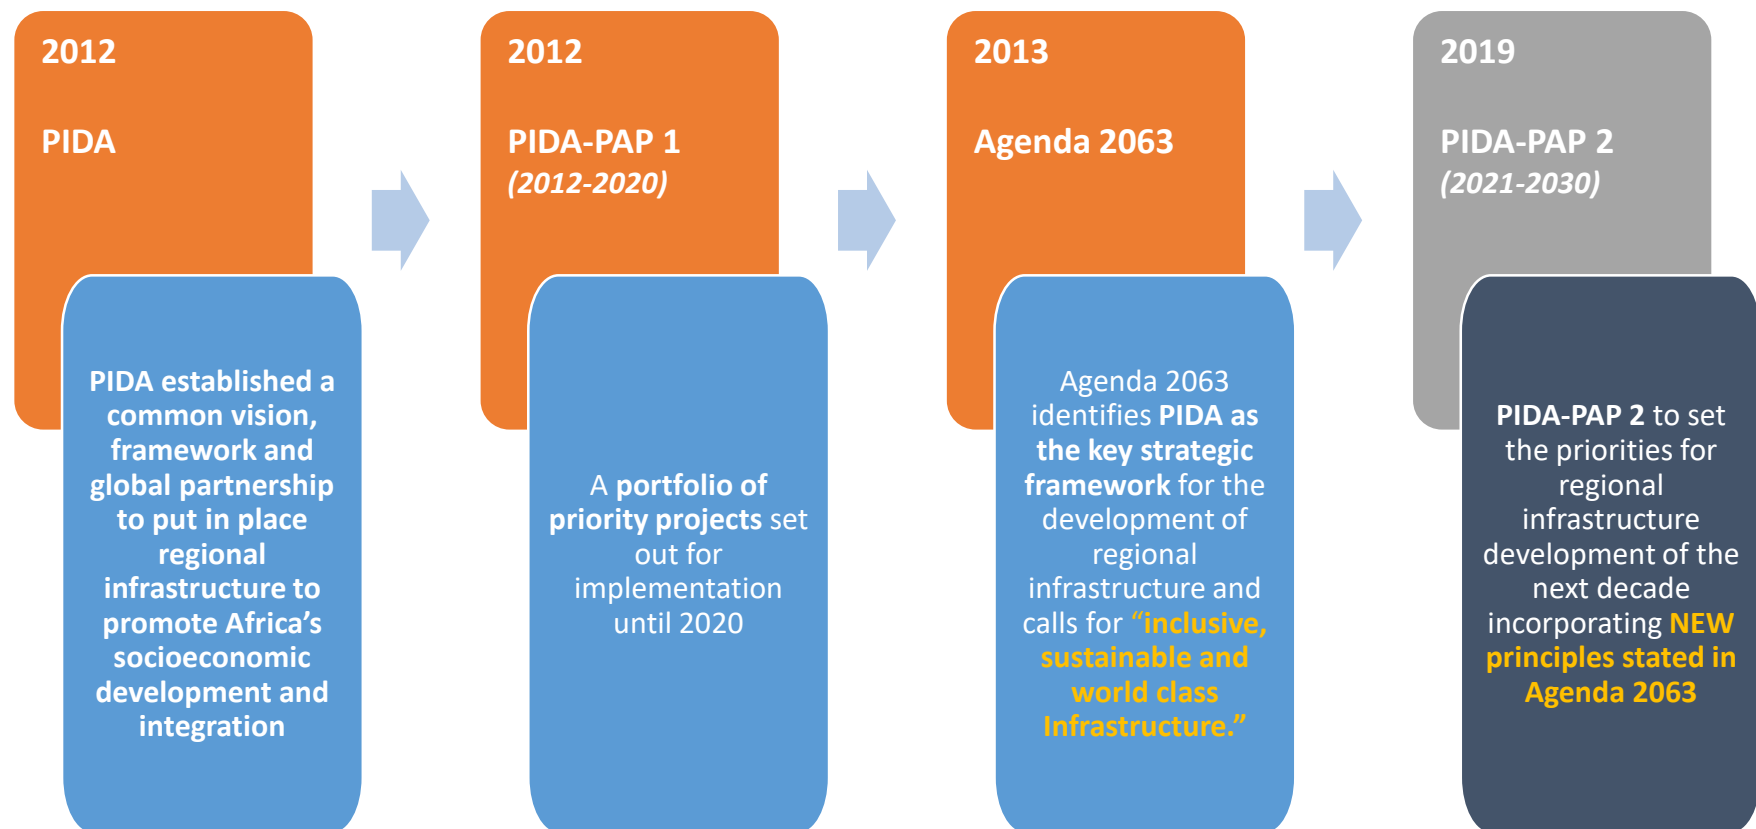 2012
PIDA
PIDA established a
common vision,
framework and
global partnership
to put in place
regional
infrastructure to
promote Africa’s
socioeconomic
development and
integration
2012
PIDA-PAP 1
(2012-2020)
A portfolio of
priority projects set
out for
implementation
until 2020
2013
Agenda 2063
Agenda 2063
identifies PIDA as
the key strategic
framework for the
development of
regional
infrastructure and
calls for “inclusive,
sustainable and
world class
Infrastructure.”
2019
PIDA-PAP 2
(2021-2030)
PIDA-PAP 2 to set
the priorities for
regional
infrastructure
development of the
next decade
incorporating NEW
principles stated in
Agenda 2063